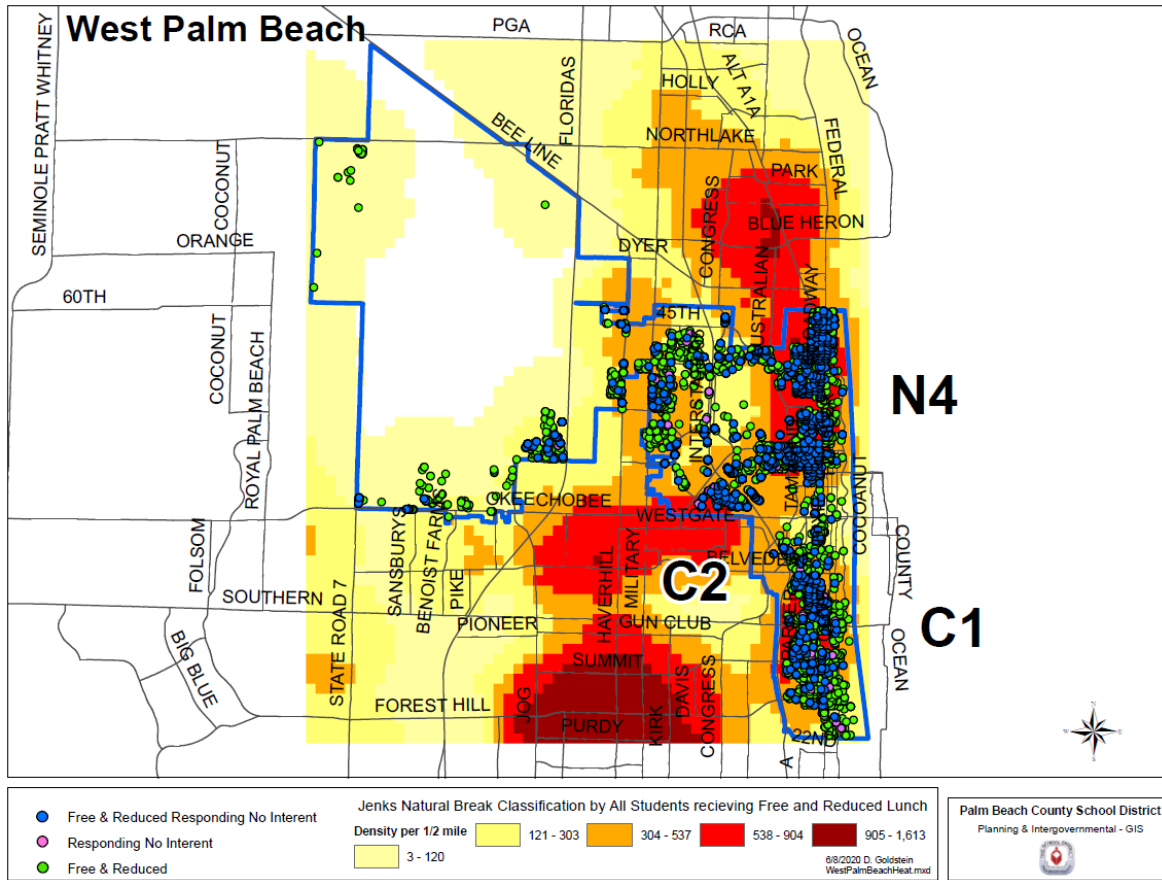 West Palm Beach
PGA
RCA
OCEAN
SEMINOLE PRATT WHITNEY
FLORIDAS
ALT A1A
HOLLY
BEE LINE
NORTHLAKE
FEDERAL
COCONUT
PARK
CONGRESS
BLUE HERON
ORANGE
DYER
60TH
45TH
COCONUT
ROYAL PALM BEACH
INTERSTATE 95
N4
OKEECHOBEE
WESTGATE
COCOANUT
COUNTY
FOLSOM
SANSBURYS
BENOIST FARMS
PIKE
HAVERHILL
MILITARY
BELVEDERE
C2
SOUTHERN
STATE ROAD 7
PIONEER
GUN CLUB
PARKER
C1
BIG BLUE
SUMMIT
OCEAN
FOREST HILL
JOG
PURDY
KIRK
DAVIS
CONGRESS
22ND
A
N
W
E
S
Free & Reduced Responding No Interent
Responding No Interent
Free & Reduced
Jenks Natural Break Classification by All Students recieving Free and Reduced Lunch
Density per 1/2 mile
3 - 120
121 - 303
304 - 537
538 - 904
905 - 1,613
6/8/2020 D. Goldstein
WestPalmBeachHeat.mxd
Palm Beach County School District
Planning & Intergovernmental - GIS